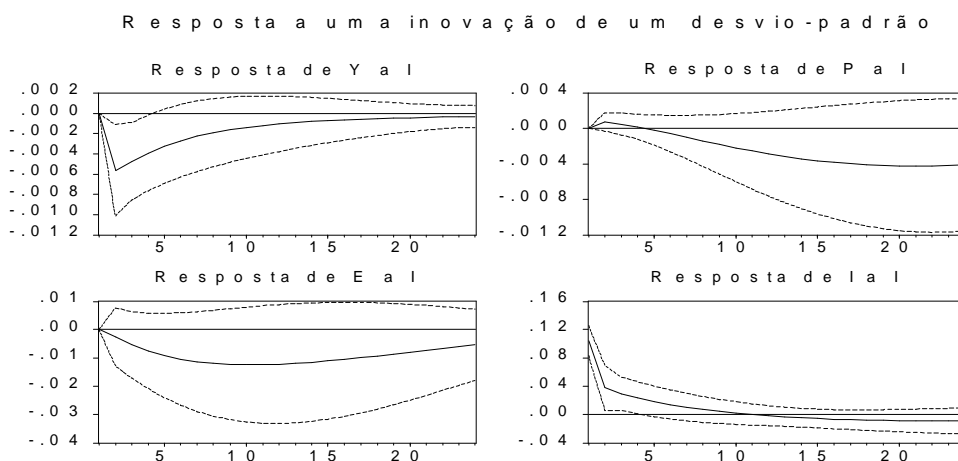 Resposta a uma inovação de um desvio-padrão
Resposta de Y a I
.002
.000
-.002
-.004
-.006
-.008
-.010
-.012
5 10 15 20
Resposta de P a I
.004
.000
-.004
-.008
-.012
5 10 15 20
Resposta de E a I
.01
.00
-.01
-.02
-.03
-.04
5 10 15 20
Resposta de I a I
.16
.12
.08
.04
.00
-.04
5 10 15 20